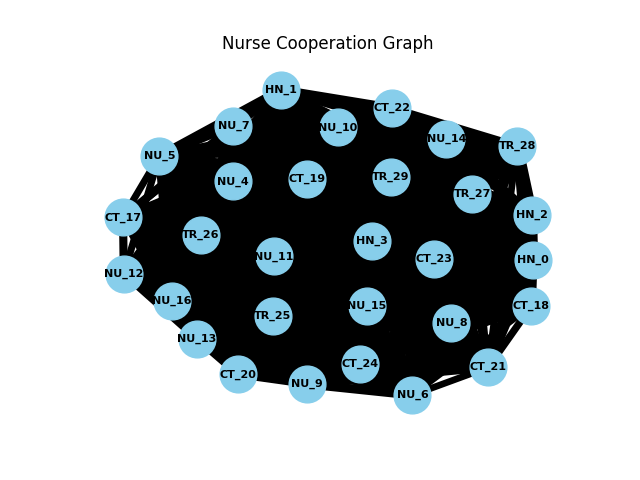 Nurse Cooperation Graph
HN_1
CT_22
NU_7
NU_10
NU_14
TR_28
NU_5
NU_4
CT_19
TR_29
TR_27
CT_17
HN_2
TR_26
HN_3
NU_11
CT_23
HN_0
NU_12
NU_16
NU_15
CT_18
TR_25
NU_8
NU_13
CT_24
CT_21
CT_20
NU_9
NU_6